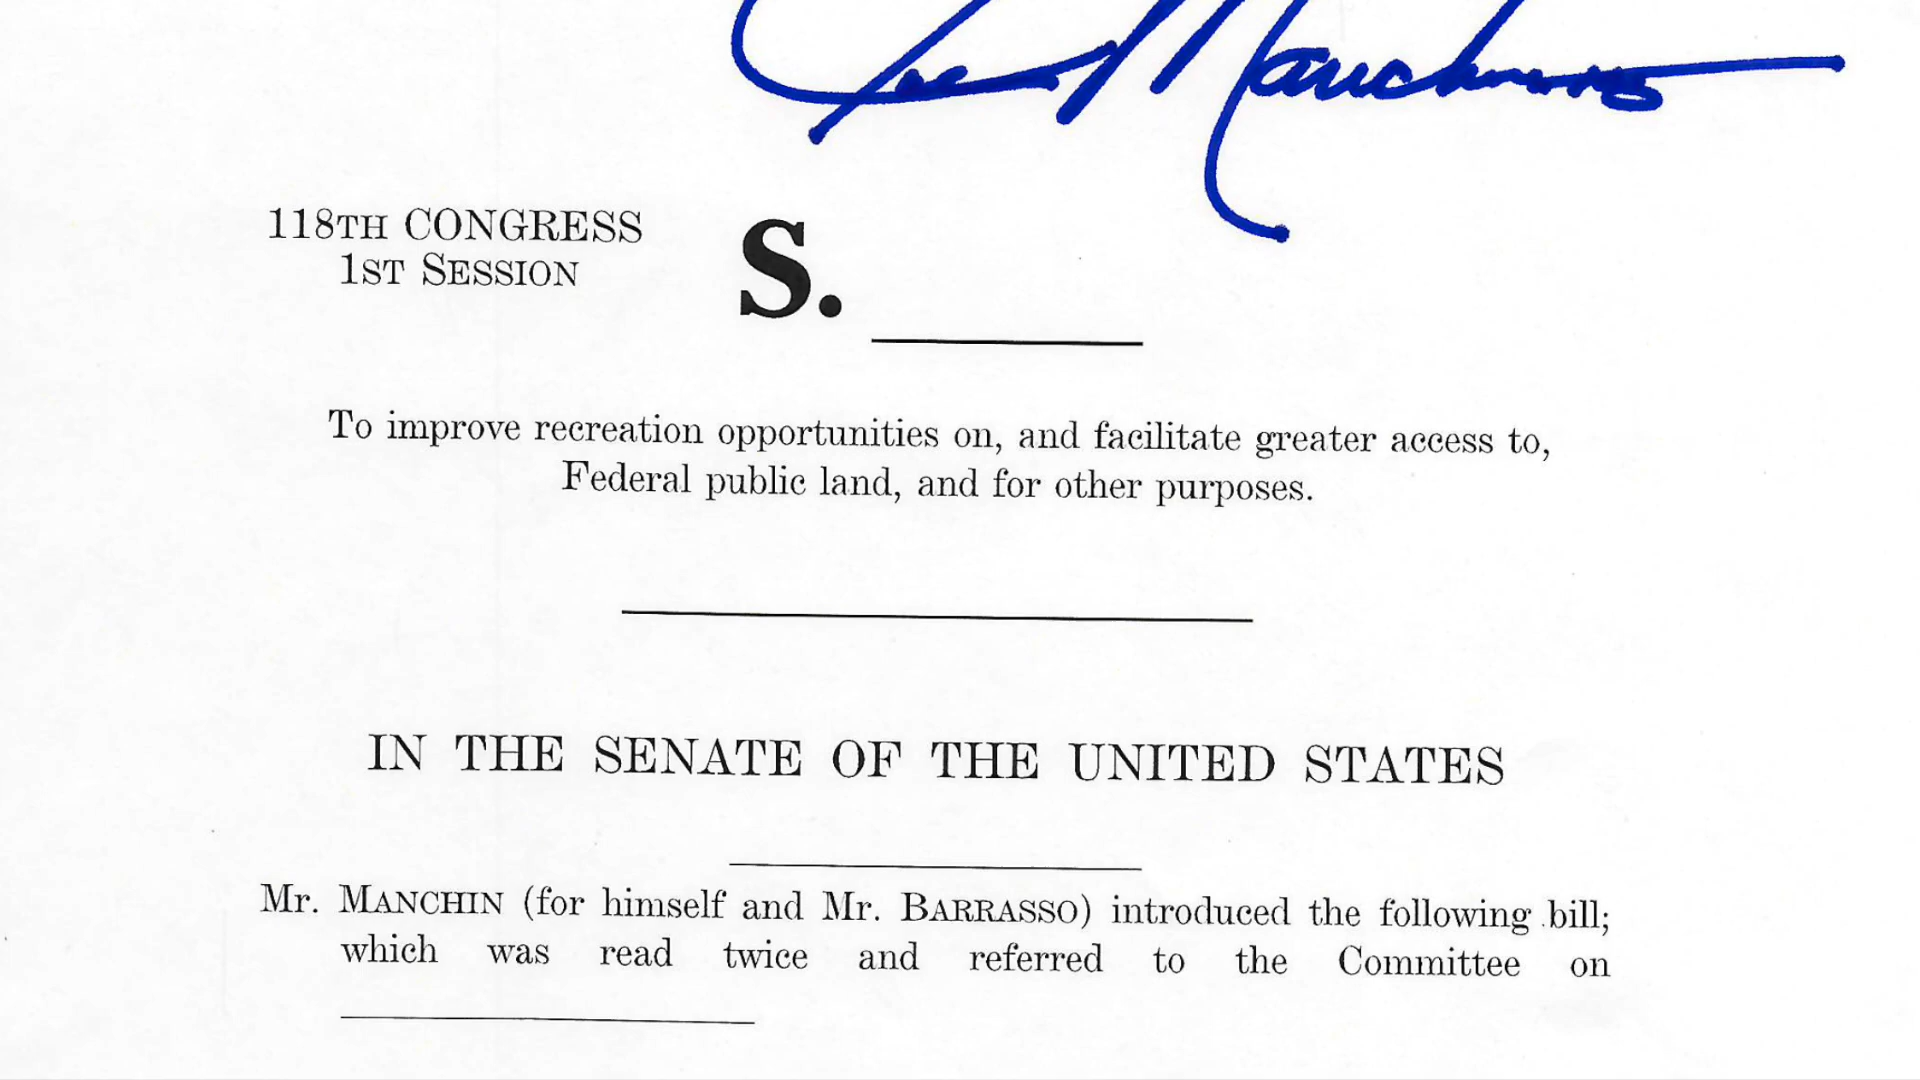 Joe Manchin
118TH CONGRESS
1ST SESSION
S.
To improve recreation opportunities on, and facilitate greater access to,
Federal public land, and for other purposes.
IN THE SENATE OF THE UNITED STATES
Mr. MANCHIN (for himself and Mr. BARRASSO) introduced the following bill;
which was read twice and referred to the Committee on